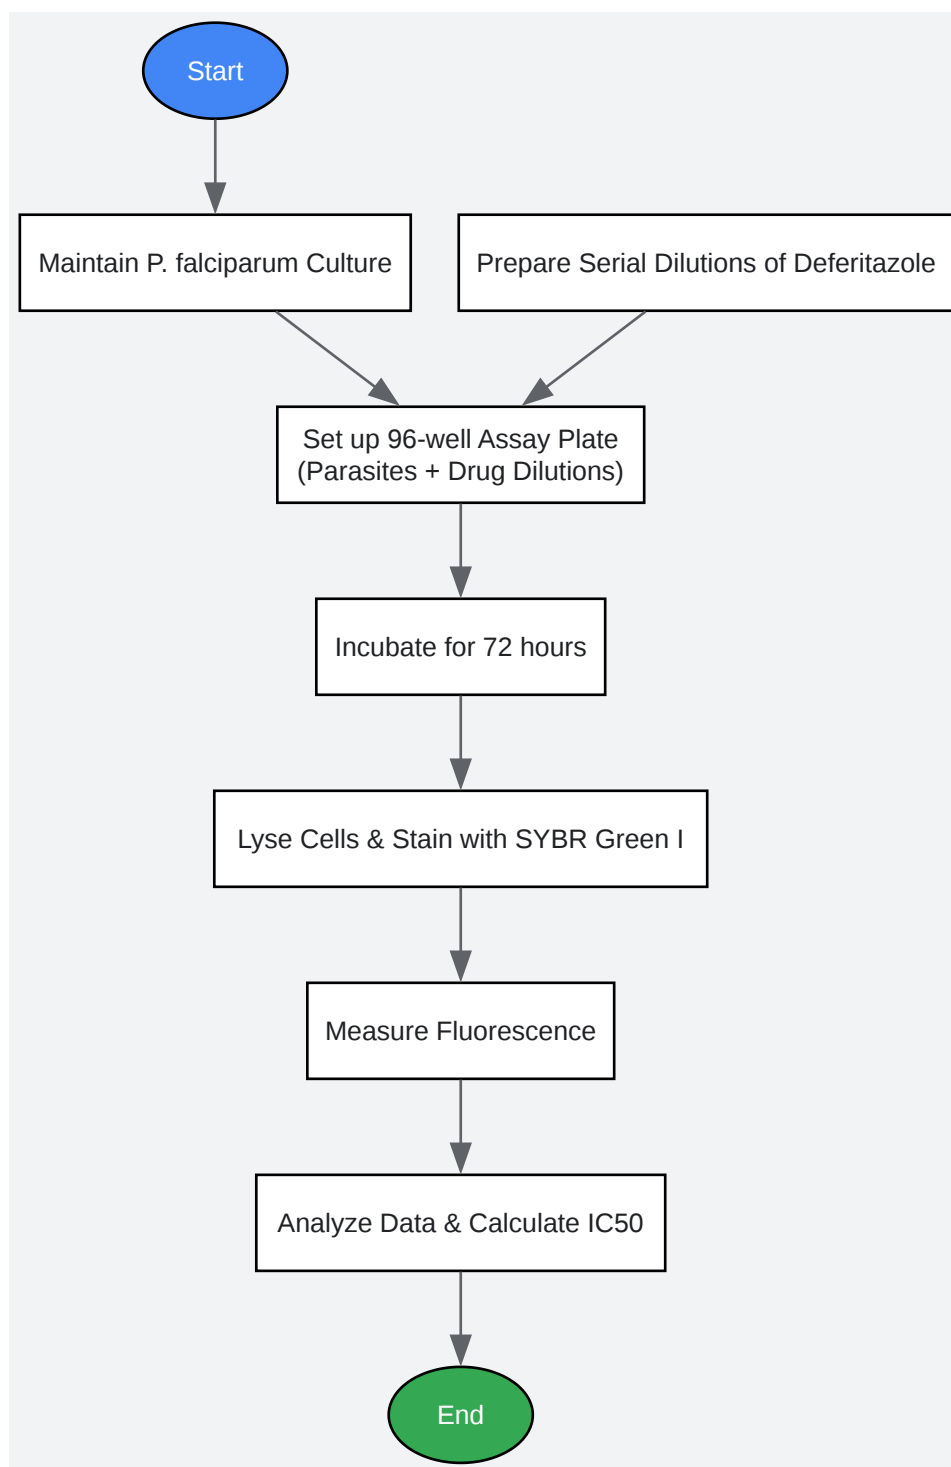 Start
Maintain P. falciparum Culture
Prepare Serial Dilutions of Deferitazole
Set up 96-well Assay Plate
(Parasites + Drug Dilutions)
Incubate for 72 hours
Lyse Cells & Stain with SYBR Green I
Measure Fluorescence
Analyze Data & Calculate IC50
End